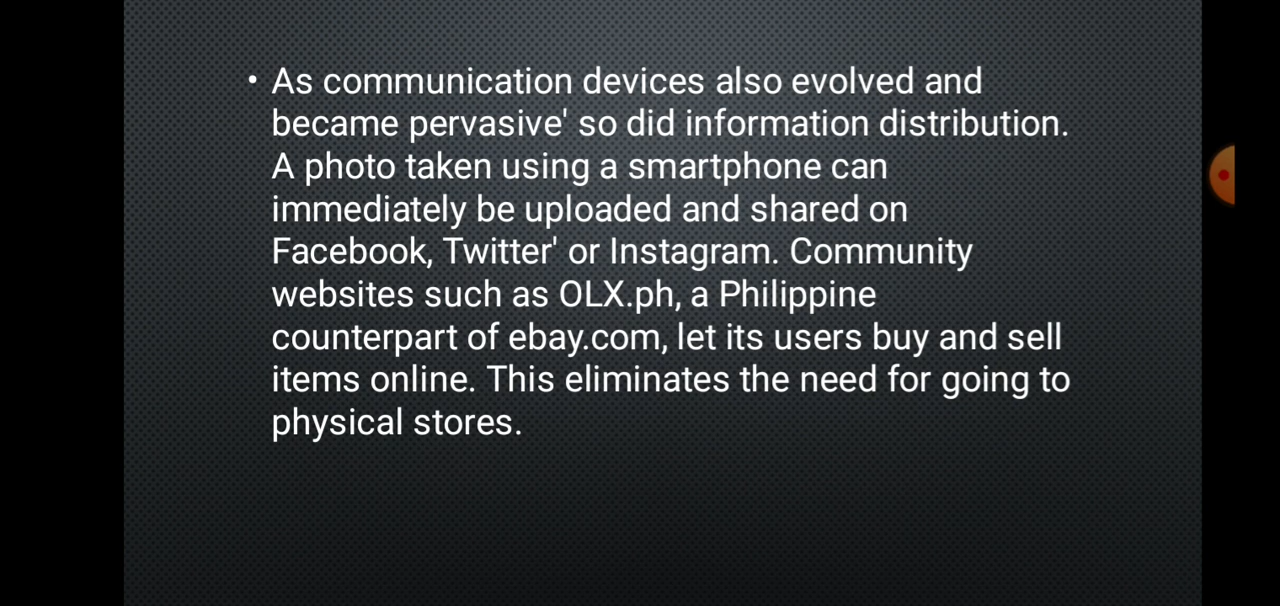 • As communication devices also evolved and
became pervasive' so did information distribution.
A photo taken using a smartphone can
immediately be uploaded and shared on
Facebook, Twitter' or Instagram. Community
websites such as OLX.ph, a Philippine
counterpart of ebay.com, let its users buy and sell
items online. This eliminates the need for going to
physical stores.